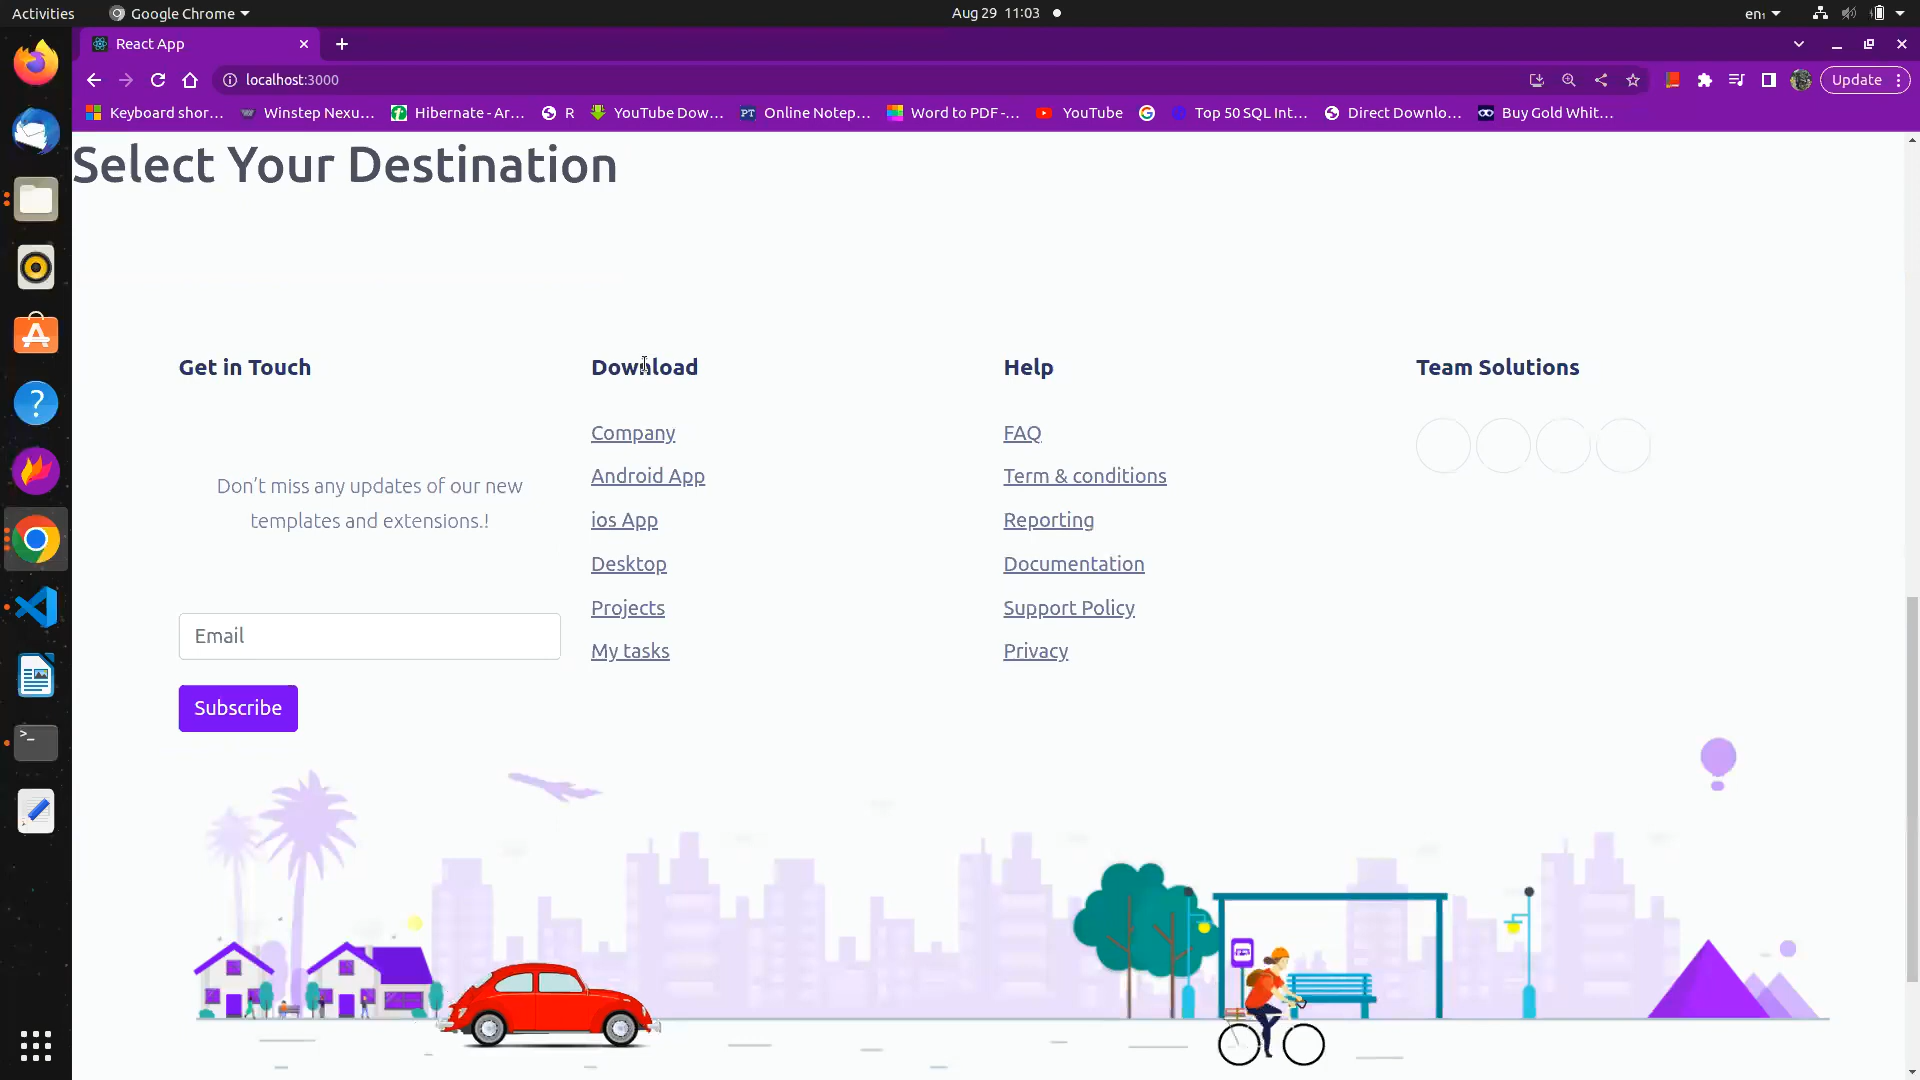 Activities
Google Chrome
Aug 29 11:03
en₁
React App
localhost:3000
Update
Keyboard shor...
Winstep Nexu...
Hibernate - Ar...
R
YouTube Dow...
PT
Online Notep...
Word to PDF -...
YouTube
Top 50 SQL Int...
Direct Downlo...
Buy Gold Whit...
Select Your Destination
Get in Touch
Don’t miss any updates of our new
templates and extensions.!
Email
Subscribe
Download
Company
Android App
ios App
Desktop
Projects
My tasks
Help
FAQ
Term & conditions
Reporting
Documentation
Support Policy
Privacy
Team Solutions